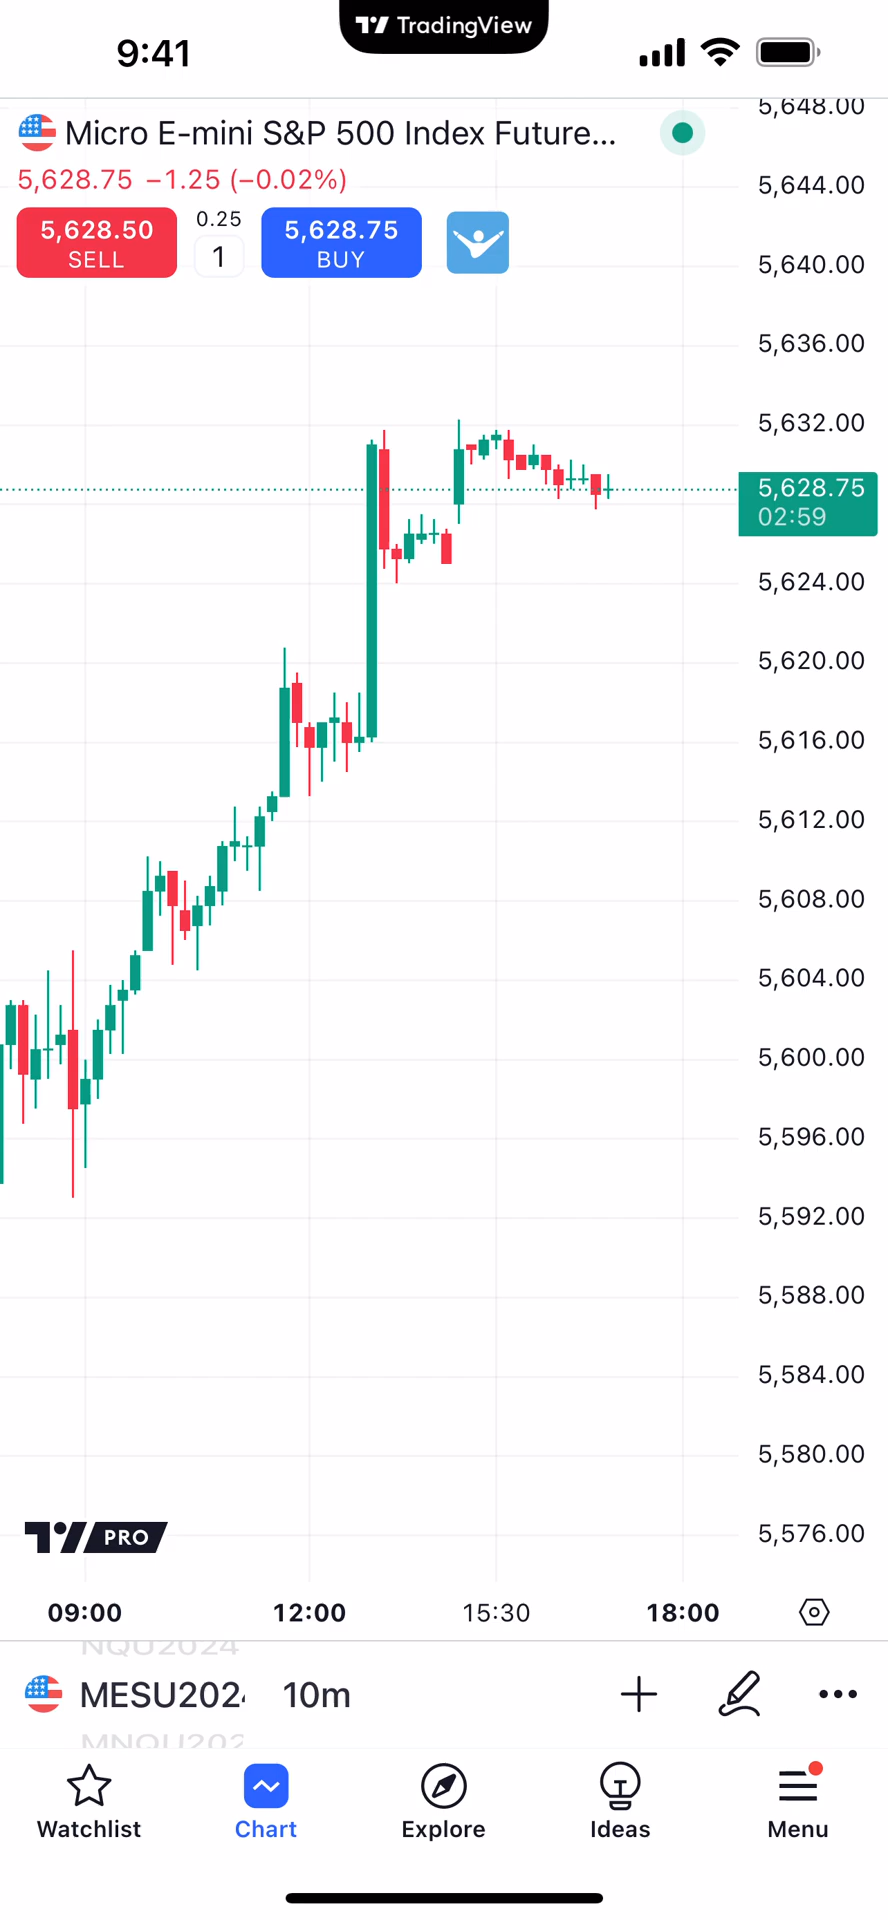 TradingView
9:41
Micro E-mini S&P 500 Index Future...
5,628.75 −1.25 (−0.02%)
5,628.50
SELL
0.25
1
5,628.75
BUY
5,648.00
5,644.00
5,640.00
5,636.00
5,632.00
5,628.75
02:59
5,624.00
5,620.00
5,616.00
5,612.00
5,608.00
5,604.00
5,600.00
5,596.00
5,592.00
5,588.00
5,584.00
5,580.00
5,576.00
PRO
09:00 12:00 15:30 18:00
NQU2024
MESU202 10m
MNQU202
Watchlist Chart Explore Ideas Menu